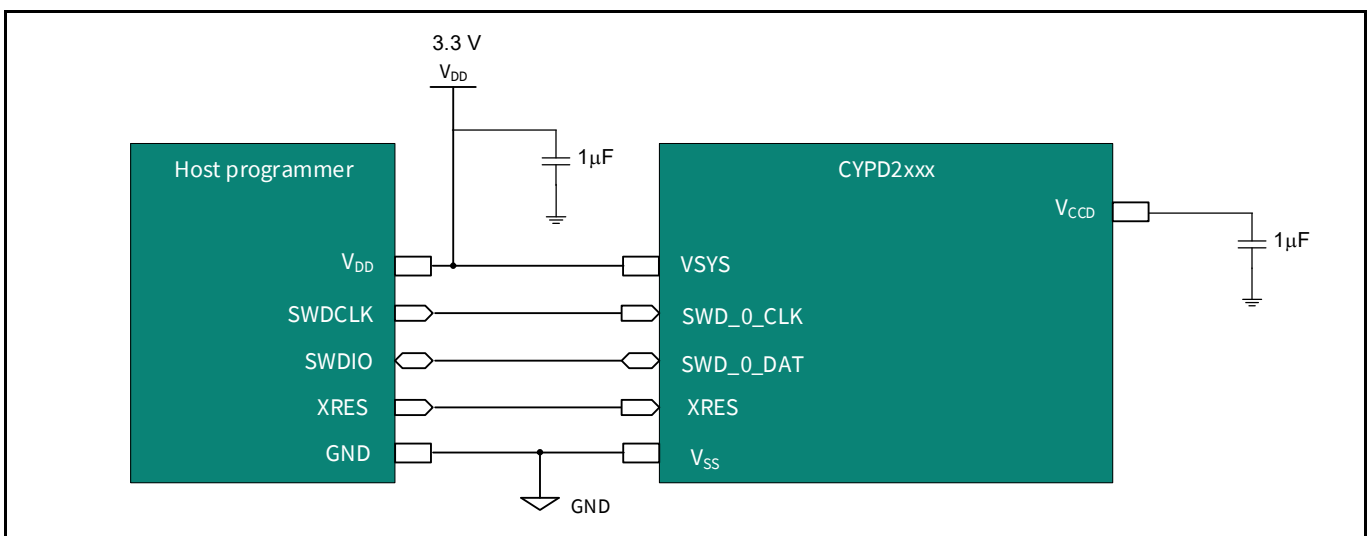 3.3 V
VDD
1μF
Host programmer
CYPD2xxx
VCCD
1μF
VDD
VSYS
SWDCLK
SWD_0_CLK
SWDIO
SWD_0_DAT
XRES
XRES
GND
VSS
GND